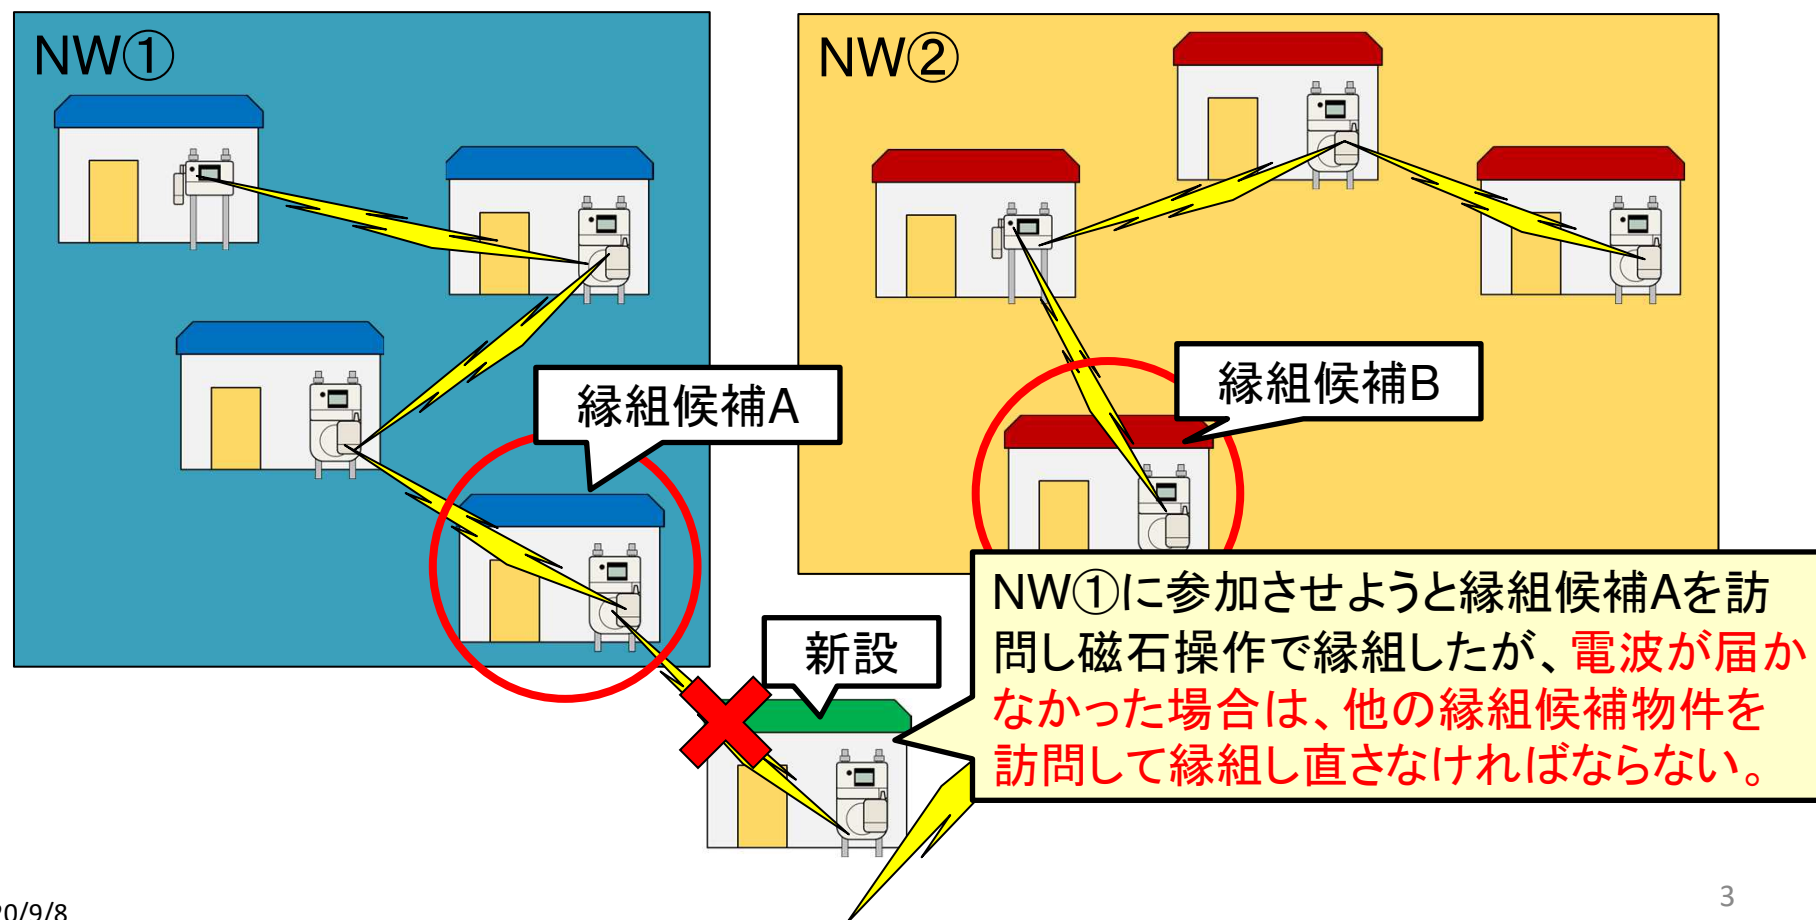 NW①
NW②
縁組候補A
縁組候補B
新設
NW①に参加させようと縁組候補Aを訪
問し磁石操作で縁組したが、電波が届か
なかった場合は、他の縁組候補物件を
訪問して縁組し直さなければならない。
20/9/8
3